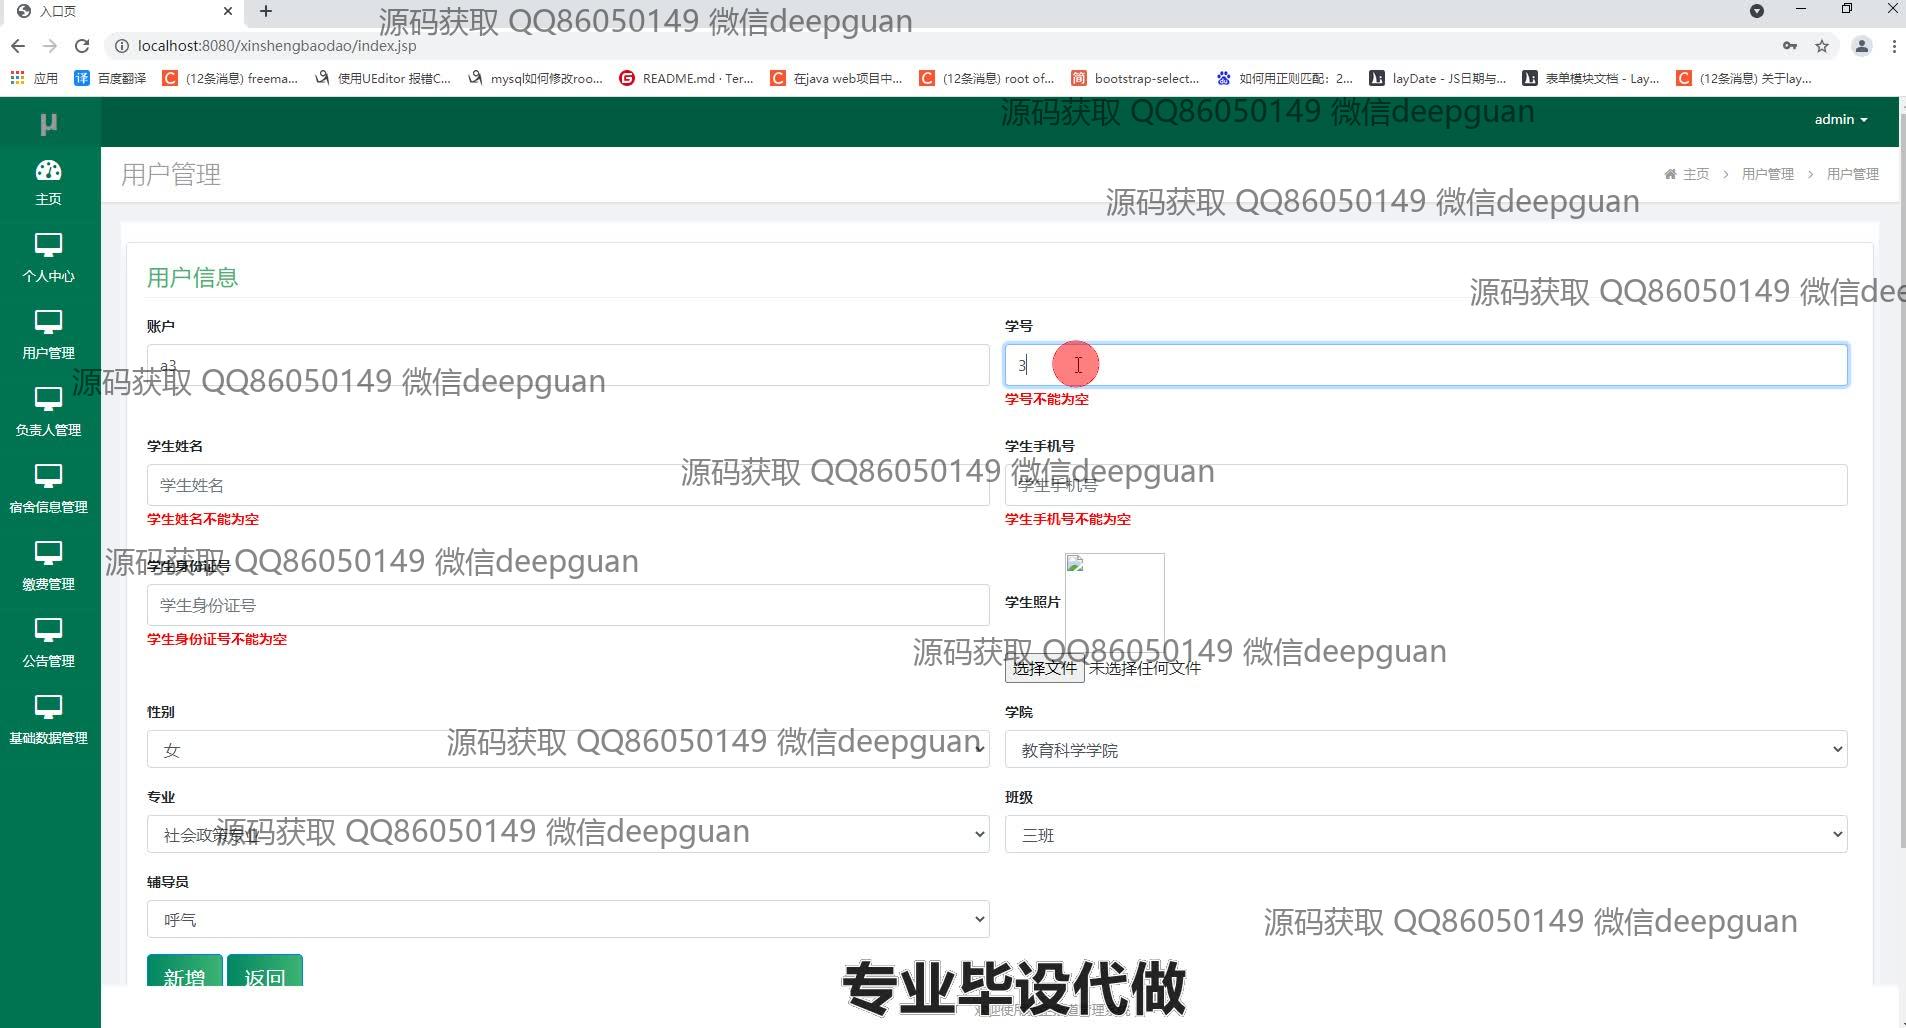 入口页
源码获取 QQ86050149 微信deepguan
localhost:8080/xinshengbaodao/index.jsp
应用 百度翻译 (12条消息) freema... 使用UEditor 报错C... mysql如何修改roo... README.md · Ter... 在java web项目中... (12条消息) root of... bootstrap-select... 如何用正则匹配：2... layDate - JS日期与... 表单模块文档 - Lay... (12条消息) 关于lay...
源码获取 QQ86050149 微信deepguan
μ
admin
主页
用户管理
主页 > 用户管理 > 用户管理
源码获取 QQ86050149 微信deepguan
个人中心
用户信息
源码获取 QQ86050149 微信dee
账户 学号
用户管理
a3 3
源码获取 QQ86050149 微信deepguan
学号不能为空
负责人管理
学生姓名 学生手机号
源码获取 QQ86050149 微信deepguan
学生姓名 学生手机号
宿舍信息管理
学生姓名不能为空 学生手机号不能为空
源码获取 QQ86050149 微信deepguan
学生身份证号
缴费管理
学生身份证号 学生照片
学生身份证号不能为空
源码获取 QQ86050149 微信deepguan
公告管理
选择文件 未选择任何文件
性别 学院
基础数据管理
女 教育科学学院
源码获取 QQ86050149 微信deepguan
专业 班级
社会政策专业 三班
源码获取 QQ86050149 微信deepguan
辅导员
呼气
源码获取 QQ86050149 微信deepguan
新增 返回
专业毕设代做